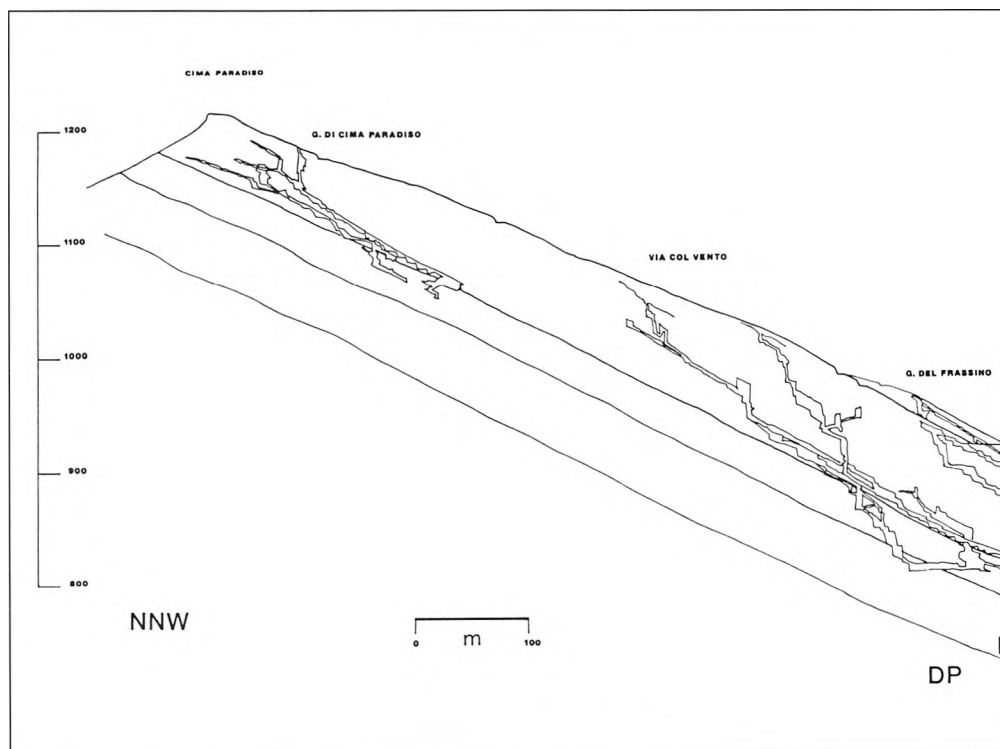 CIMA PARADISO
1200
G. DI CIMA PARADISO
1100
VIA COL VENTO
1000
G. DEL FRASSINO
900
800
NNW
0 m 100
DP